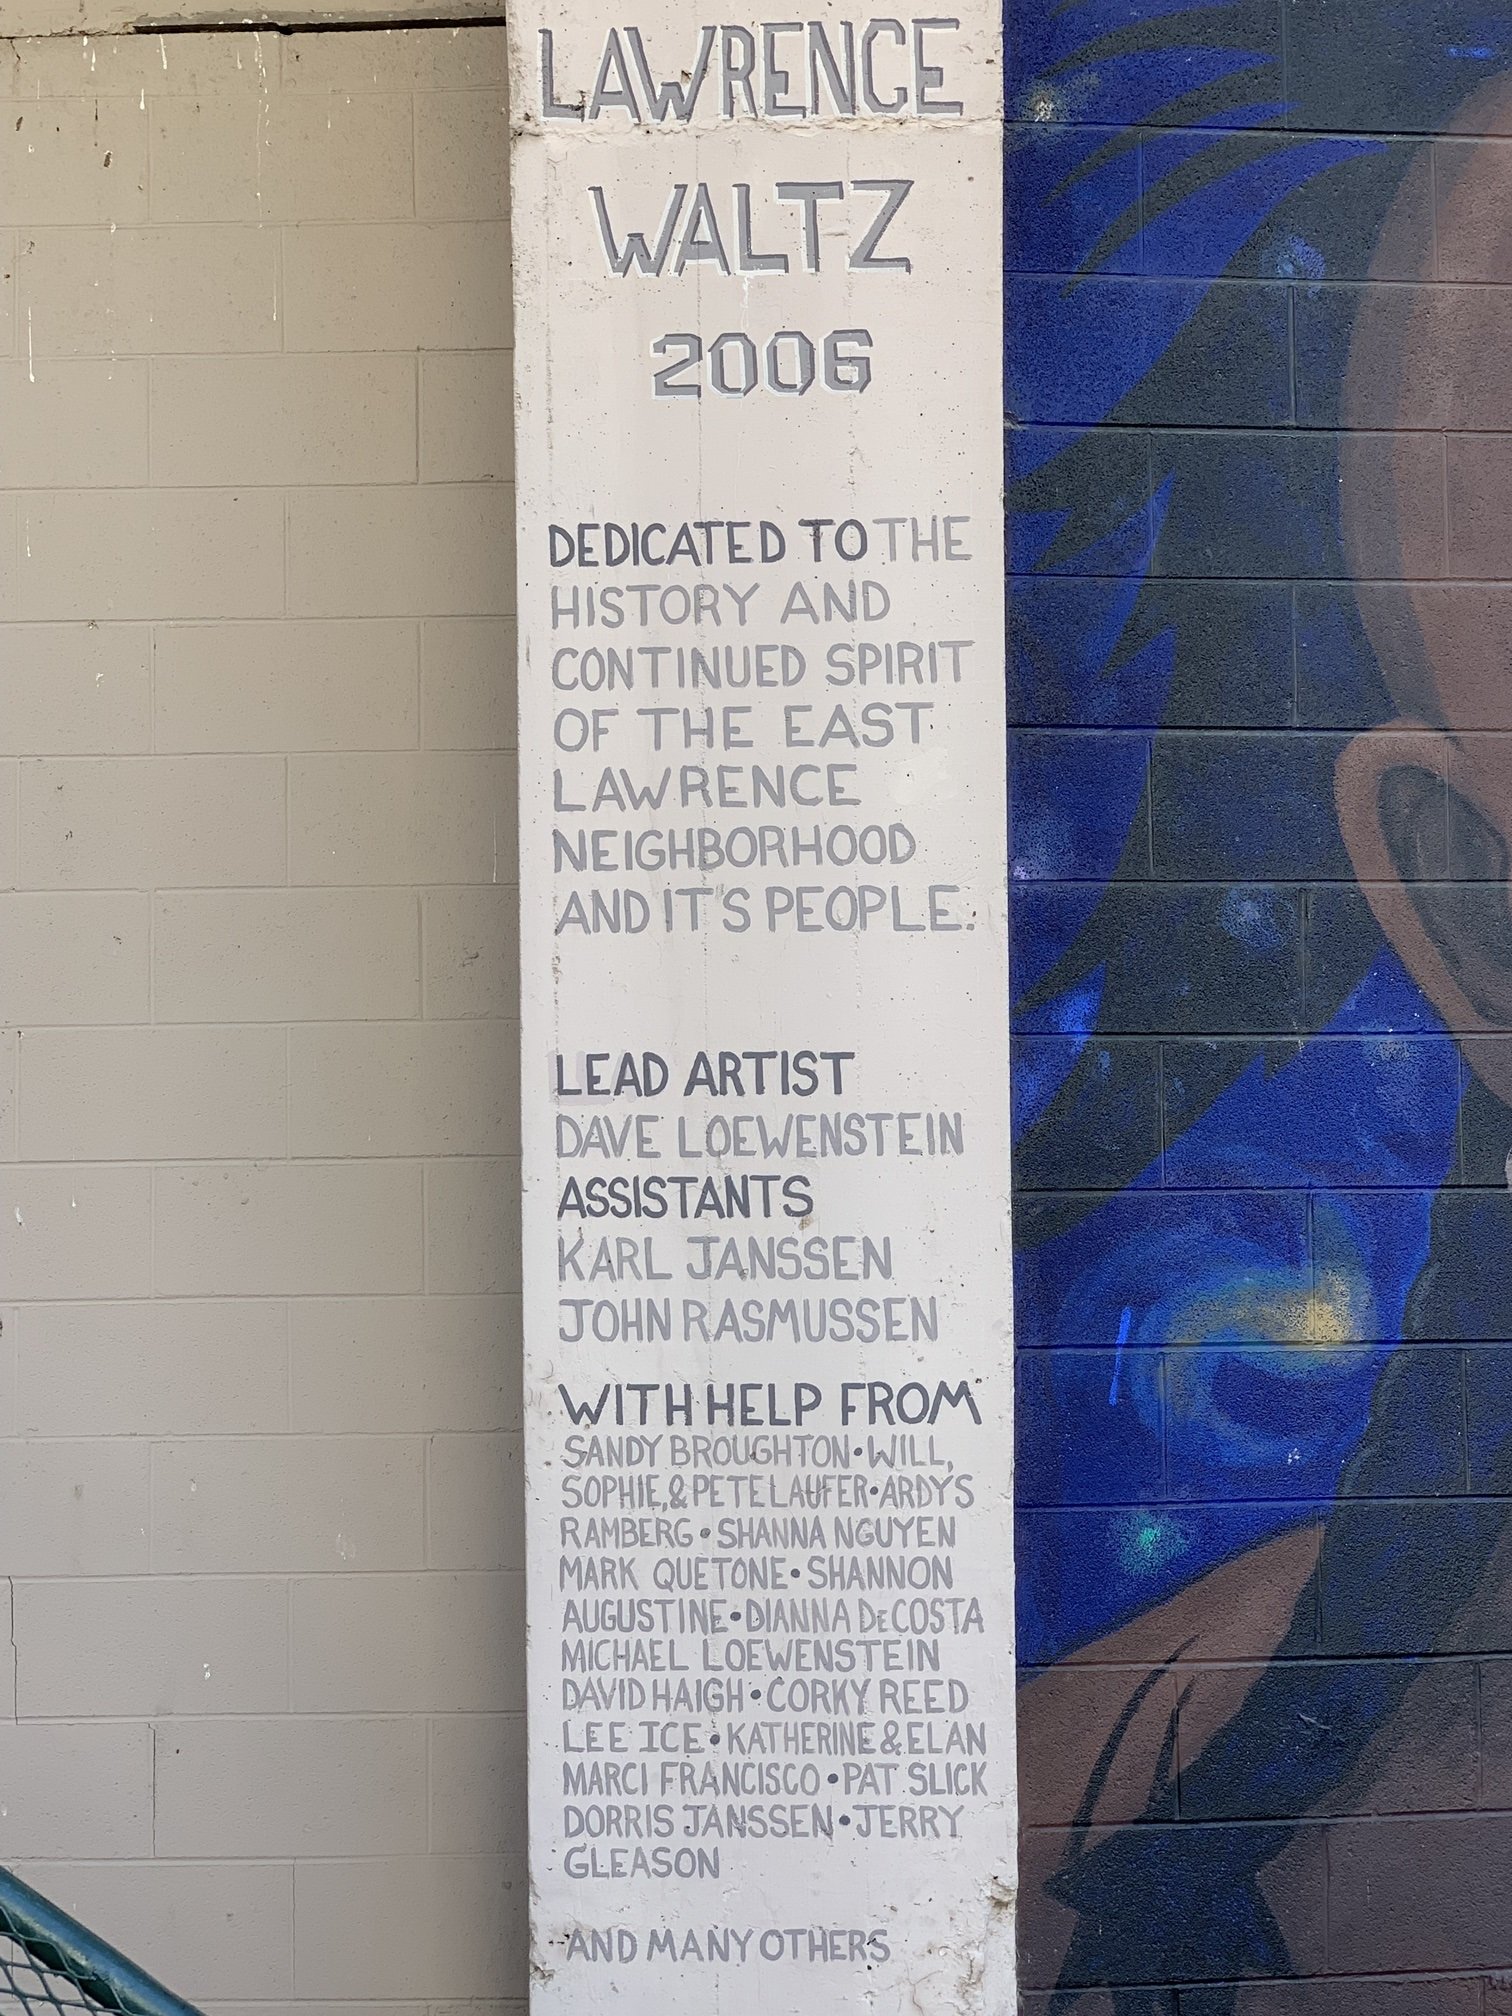 LAWRENCE
WALTZ
2006
DEDICATED TO THE
HISTORY AND
CONTINUED SPIRIT
OF THE EAST
LAWRENCE
NEIGHBORHOOD
AND IT'S PEOPLE.
LEAD ARTIST
DAVE LOEWENSTEIN
ASSISTANTS
KARL JANSSEN
JOHN RASMUSSEN
WITH HELP FROM
SANDY BROUGHTON•WILL,
SOPHIE,&PETE LAUFER•ARDYS
RAMBERG•SHANNA NGUYEN
MARK QUETONE•SHANNON
AUGUSTINE•DIANNA DeCOSTA
MICHAEL LOEWENSTEIN
DAVID HAIGH•CORKY REED
LEE ICE•KATHERINE & ELAN
MARCI FRANCISCO•PAT SLICK
DORRIS JANSSEN•JERRY
GLEASON
AND MANY OTHERS